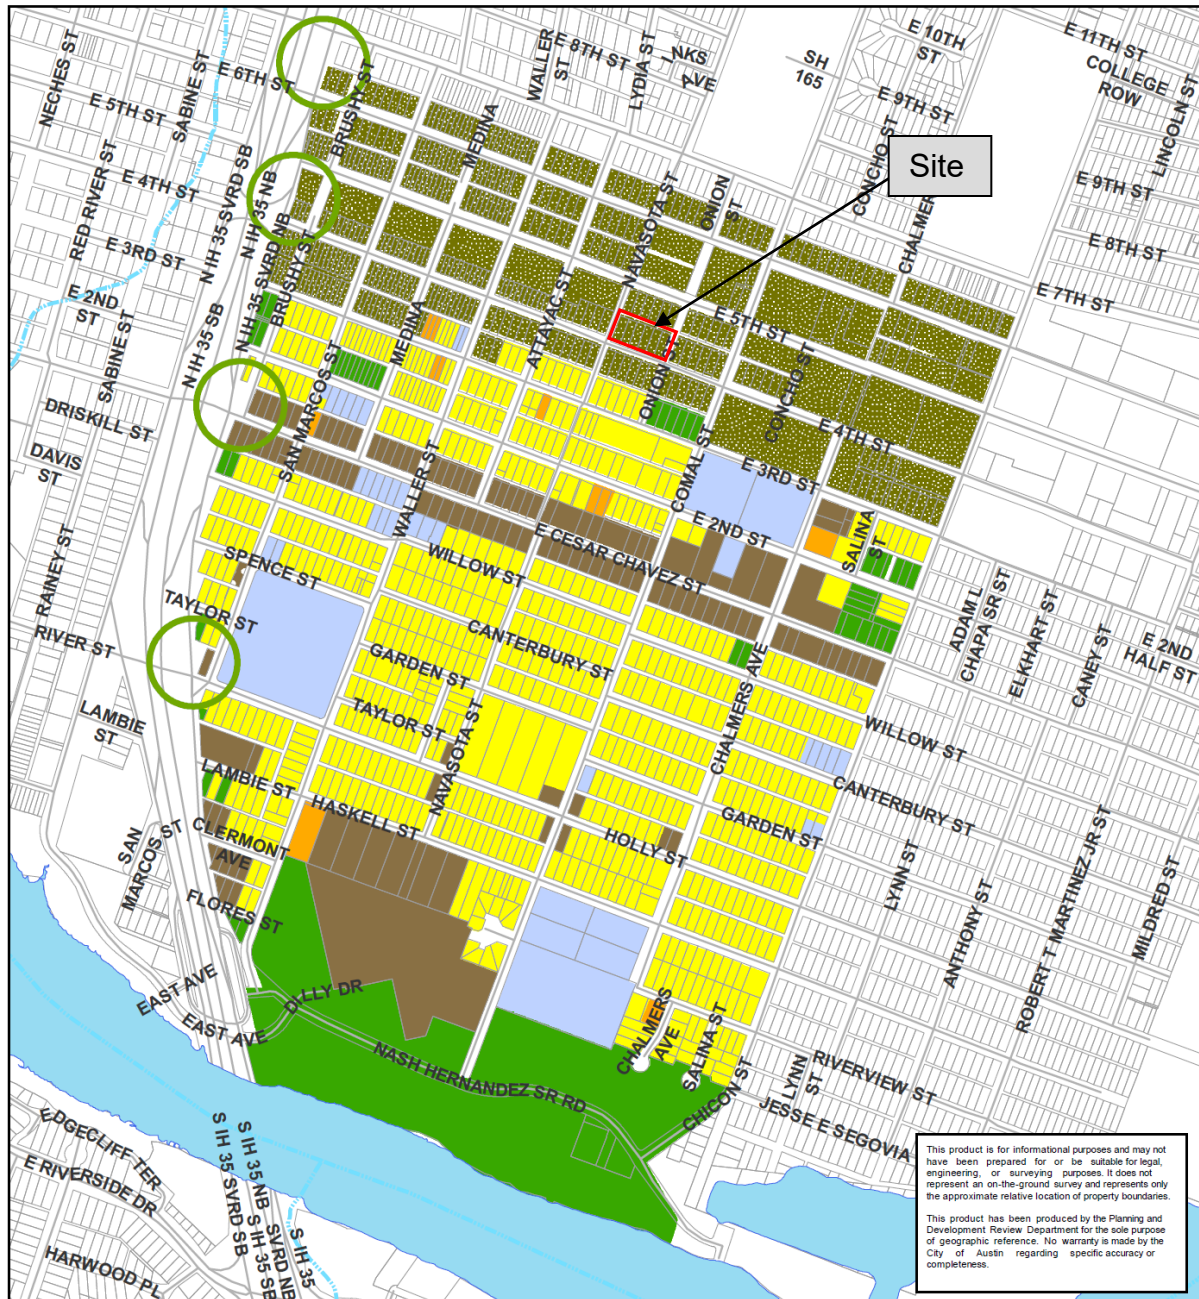 E 10TH
ST
E 11TH ST
COLLEGE
ROW
LINCOLN ST
NECHES ST
SABINE ST
E 6TH ST
E 5TH ST
E 4TH ST
E 3RD ST
E 2ND
ST
RED RIVER ST
SABINE ST
BRUSHY ST
MEDINA
WALLER
ST
E 8TH ST
LYDIA ST
NKS
AVE
SH
165
E 9TH ST
CONCHO ST
CHALMER
Site
E 9TH ST
E 8TH ST
E 7TH ST
N IH 35 SVRD SB
N IH 35 NB
N IH 35 SVRD NB
BRUSHY ST
N IH 35 SB
NAVASOTA ST
ONION
ST
E 5TH ST
ATTAYAC ST
MEDINA
ONION ST
CONCHO ST
E 4TH ST
E 3RD ST
COMAL ST
DRISKILL ST
DAVIS
ST
SAN MARCOS ST
WALLER ST
E 2ND ST
SALINA
ST
E CESAR CHAVEZ ST
RAINEY ST
SPENCE ST
WILLOW ST
TAYLOR ST
RIVER ST
CANTERBURY ST
GARDEN ST
TAYLOR ST
CHALMERS AVE
ADAM L
CHAPA SR ST
ELKHART ST
CANEY ST
E 2ND
HALF ST
LAMBIE
ST
NAVASOTA ST
WILLOW ST
CANTERBURY ST
GARDEN ST
LAMBIE ST
HASKELL ST
HOLLY ST
SAN
MARCOS ST
CLERMONT
AVE
FLORES ST
LYNN ST
ANTHONY ST
ROBERT T MARTINEZ JR ST
MILDRED ST
EAST AVE
EAST AVE
DILLY DR
NASH HERNANDEZ SR RD
CHALMERS
AVE
SALINA ST
CHICON ST
LYNN
ST
RIVERVIEW ST
JESSE E SEGOVIA
EDGECLIFF TER
E RIVERSIDE DR
HARWOOD PL
S IH 35 SVRD SB
S IH 35 NB
S IH 35 SB
SVRD NB
S IH 35
This product is for informational purposes and may not
have been prepared for or be suitable for legal,
engineering, or surveying purposes. It does not
represent an on-the-ground survey and represents only
the approximate relative location of property boundaries.
This product has been produced by the Planning and
Development Review Department for the sole purpose
of geographic reference. No warranty is made by the
City of Austin regarding specific accuracy or
completeness.